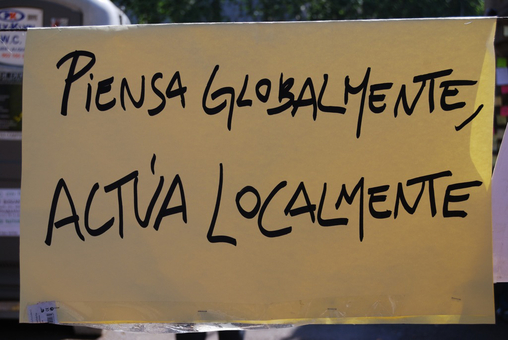 PIENSA GLOBALMENTE,
ACTÚA LOCALMENTE
W.C.